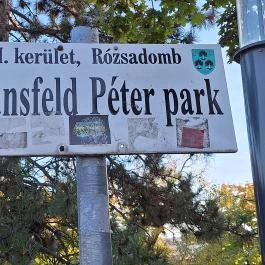 I. kerület, Rózsadomb
nsfeld Péter park